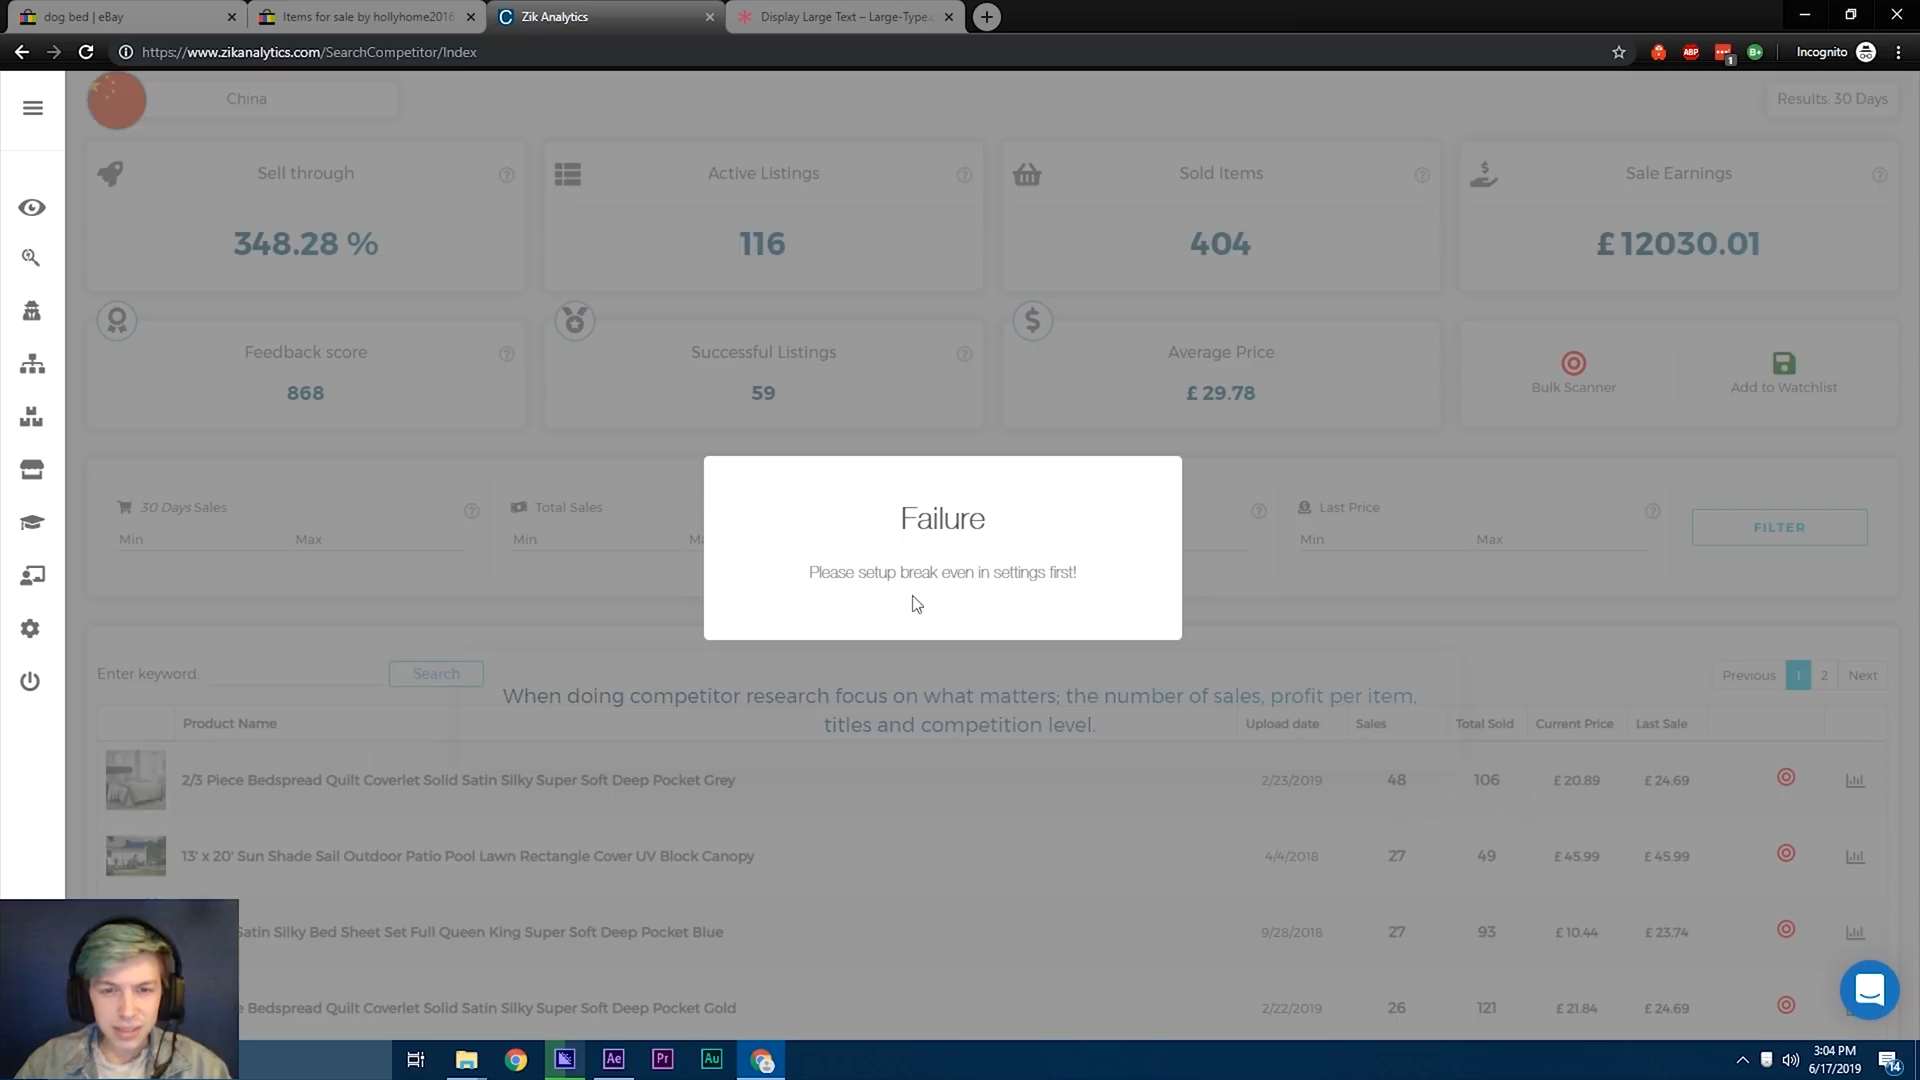 dog bed | eBay
Items for sale by hollyhome2016
Zik Analytics
Display Large Text – Large-Type.
https://www.zikanalytics.com/SearchCompetitor/Index
ABP
1
B+
Incognito
China
Results: 30 Days
Sell through
Active Listings
Sold Items
Sale Earnings
348.28 %
116
404
£ 12030.01
Feedback score
Successful Listings
Average Price
868
59
£ 29.78
Bulk Scanner
Add to Watchlist
30 Days Sales
Total Sales
Last Price
Min Max
Min
Min Max
FILTER
Failure
Please setup break even in settings first!
Enter keyword.
Search
Previous 1 2 Next
When doing competitor research focus on what matters; the number of sales, profit per item,
titles and competition level.
Product Name Upload date Sales Total Sold Current Price Last Sale
2/3 Piece Bedspread Quilt Coverlet Solid Satin Silky Super Soft Deep Pocket Grey 2/23/2019 48 106 £ 20.89 £ 24.69
13' x 20' Sun Shade Sail Outdoor Patio Pool Lawn Rectangle Cover UV Block Canopy 4/4/2018 27 49 £ 45.99 £ 45.99
Satin Silky Bed Sheet Set Full Queen King Super Soft Deep Pocket Blue 9/28/2018 27 93 £ 10.44 £ 23.74
e Bedspread Quilt Coverlet Solid Satin Silky Super Soft Deep Pocket Gold 2/22/2019 26 121 £ 21.84 £ 24.69
Ae
Pr
Au
3:04 PM
6/17/2019
14